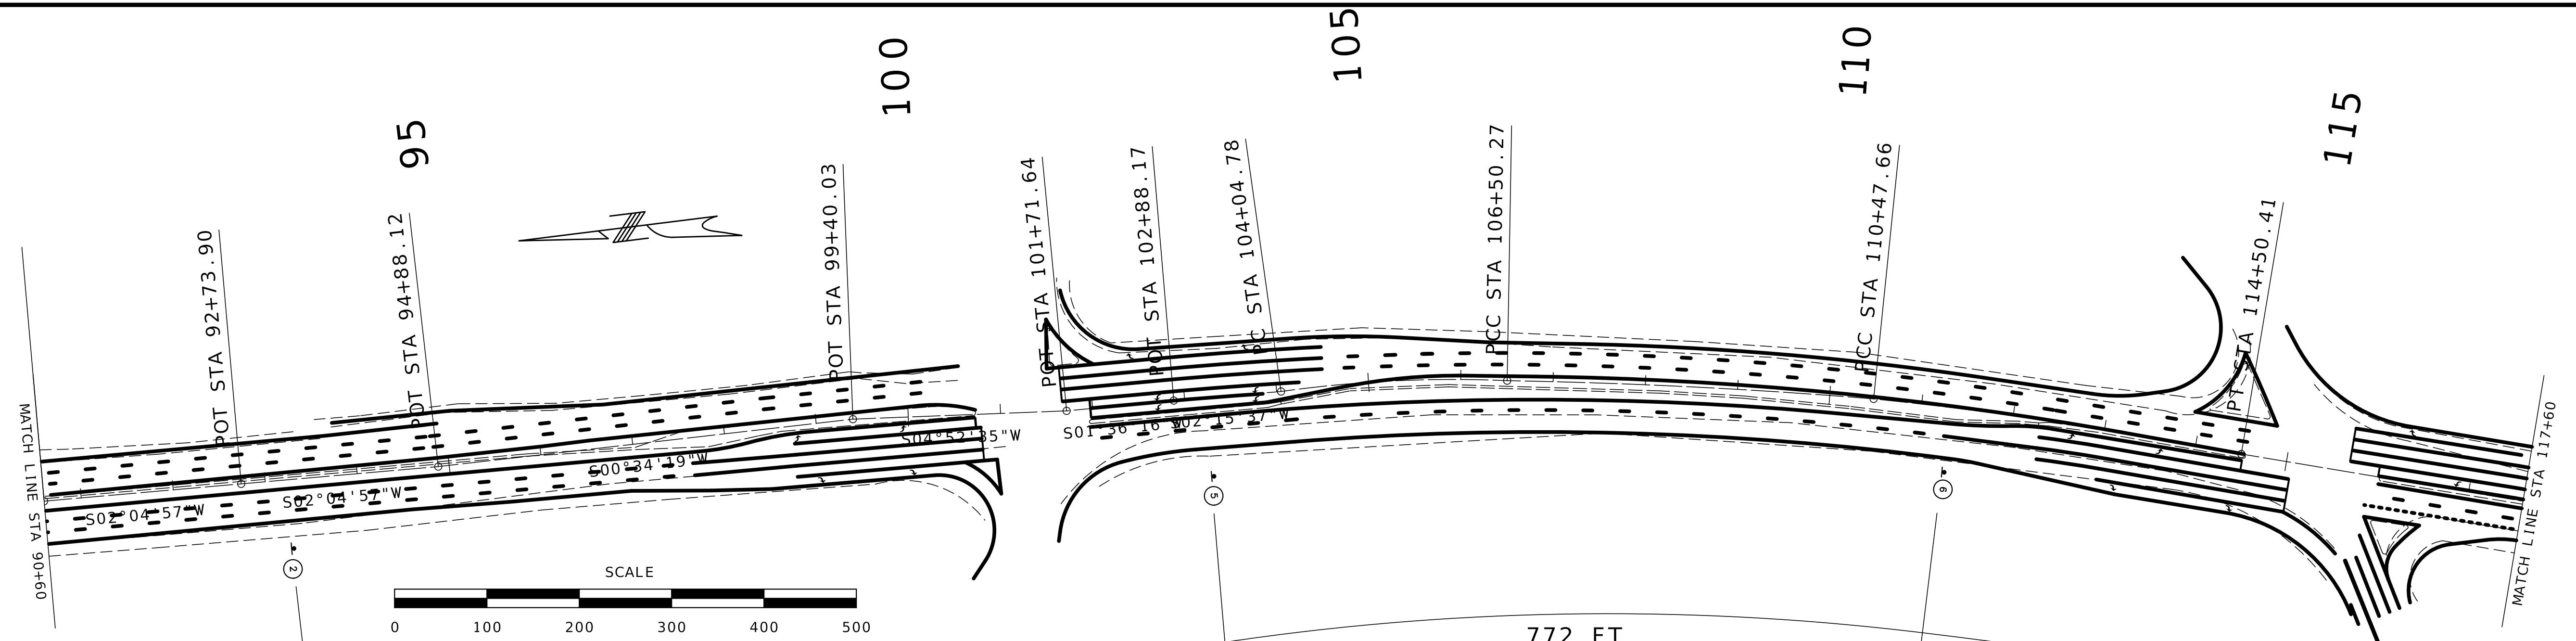 95
100
105
110
115
MATCH LINE STA 90+60
POT STA 92+73.90
POT STA 94+88.12
POT STA 99+40.03
POT STA 101+71.64
POT STA 102+88.17
PC STA 104+04.78
PCC STA 106+50.27
PCC STA 110+47.66
PT STA 114+50.41
MATCH LINE STA 117+60
S02°04'57"W
S02°04'57"W
S00°34'19"W
S04°52'35"W
S01°36'16"W
S02°15'37"W
2
5
6
SCALE
0 100 200 300 400 500
772 FT